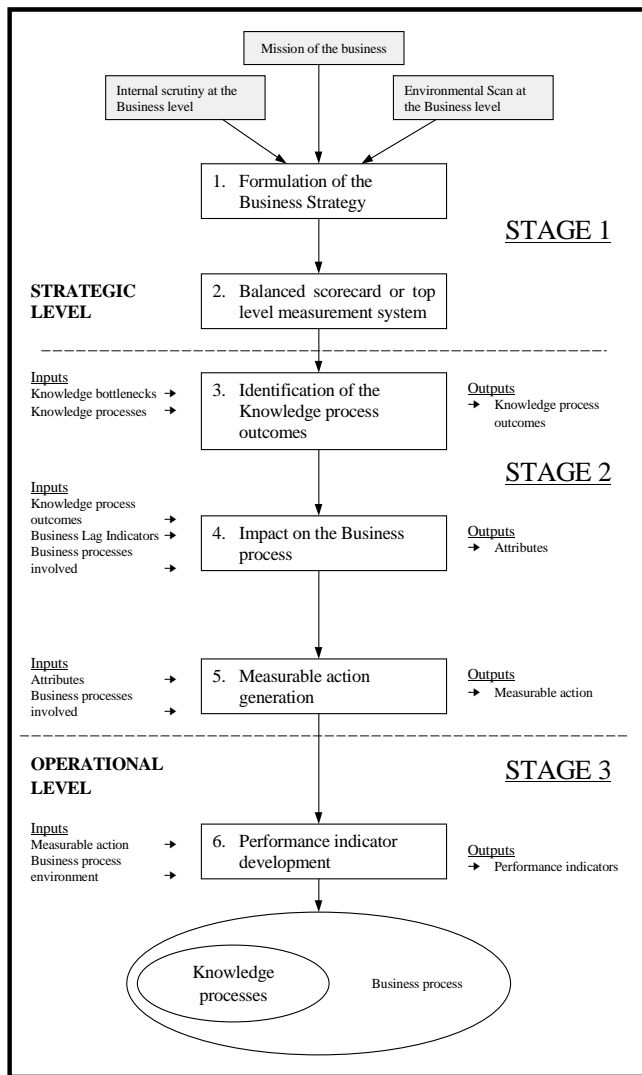 Mission of the business
Internal scrutiny at the
Business level
Environmental Scan at
the Business level
1. Formulation of the
Business Strategy
STAGE 1
STRATEGIC
LEVEL
2. Balanced scorecard or top
level measurement system
Inputs
Knowledge bottlenecks
Knowledge processes
3. Identification of the
Knowledge process
outcomes
Outputs
Knowledge process
outcomes
STAGE 2
Inputs
Knowledge process
outcomes
Business Lag Indicators
Business processes
involved
4. Impact on the Business
process
Outputs
Attributes
Inputs
Attributes
Business processes
involved
5. Measurable action
generation
Outputs
Measurable action
OPERATIONAL
LEVEL
STAGE 3
Inputs
Measurable action
Business process
environment
6. Performance indicator
development
Outputs
Performance indicators
Knowledge
processes
Business process